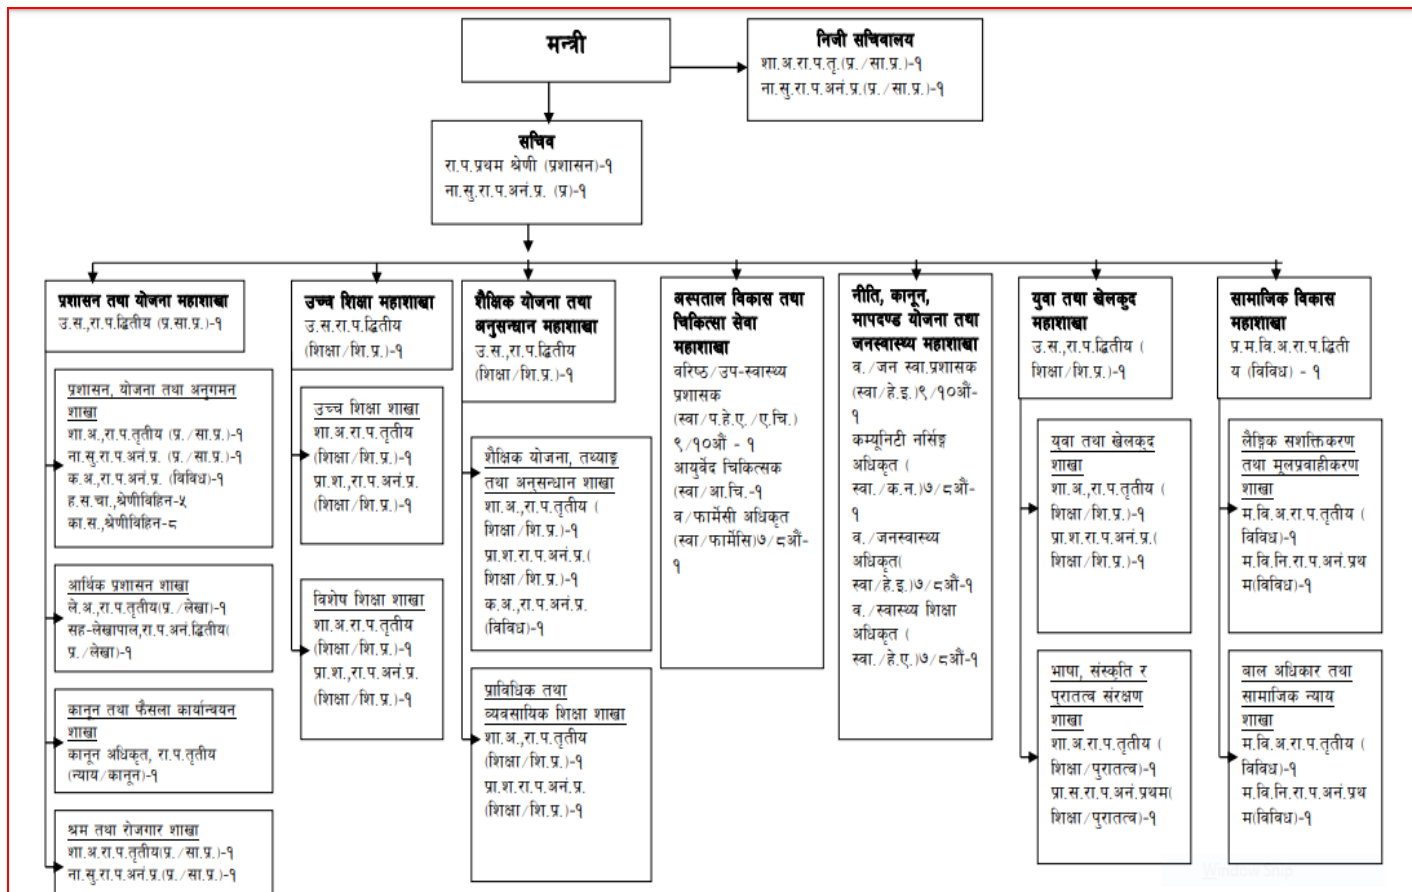 मन्त्री
निजी सचिवालय
शा.अ.रा.प.तृ.(प्र./सा.प्र.)-१
ना.सु.रा.प.अनं.प्र.(प्र./सा.प्र.)-१
सचिव
रा.प.प्रथम श्रेणी (प्रशासन)-१
ना.सु.रा.प.अनं.प्र. (प्र)-१
प्रशासन तथा योजना महाशाखा
उ.स.,रा.प.द्वितीय (प्र.सा.प्र.)-१
प्रशासन, योजना तथा अनुगमन
शाखा
शा.अ.,रा.प.तृतीय (प्र./सा.प्र.)-१
ना.सु.रा.प.अनं.प्र. (प्र./सा.प्र.)-१
क.अ.,रा.प.अनं.प्र. (विविध)-१
ह.स.चा.,श्रेणीविहिन-५
का.स.,श्रेणीविहिन-८
आर्थिक प्रशासन शाखा
ले.अ.,रा.प.तृतीय(प्र./लेखा)-१
सह-लेखापाल,रा.प.अनं.द्वितीय(
प्र./लेखा)-१
कानून तथा फैसला कार्यान्वयन
शाखा
कानून अधिकृत, रा.प.तृतीय
(न्याय/कानून)-१
श्रम तथा रोजगार शाखा
शा.अ.रा.प.तृतीय(प्र./सा.प्र.)-१
ना.सु.रा.प.अनं.प्र.(प्र./सा.प्र.)-१
उच्च शिक्षा महाशाखा
उ.स.रा.प.द्वितीय
(शिक्षा/शि.प्र.)-१
उच्च शिक्षा शाखा
शा.अ.रा.प.तृतीय
(शिक्षा/शि.प्र.)-१
प्रा.श.,रा.प.अनं.प्र.
(शिक्षा/शि.प्र.)-१
विशेष शिक्षा शाखा
शा.अ.रा.प.तृतीय
(शिक्षा/शि.प्र.)-१
प्रा.श.,रा.प.अनं.प्र.
(शिक्षा/शि.प्र.)-१
शैक्षिक योजना तथा
अनुसन्धान महाशाखा
उ.स.,रा.प.द्वितीय
(शिक्षा/शि.प्र.)-१
शैक्षिक योजना, तथ्याङ्क
तथा अनुसन्धान शाखा
शा.अ.,रा.प.तृतीय (
शिक्षा/शि.प्र.)-१
प्रा.श.रा.प.अनं.प्र.(
शिक्षा/शि.प्र.)-१
क.अ.,रा.प.अनं.प्र.
(विविध)-१
प्राविधिक तथा
व्यवसायिक शिक्षा शाखा
शा.अ.,रा.प.तृतीय
(शिक्षा/शि.प्र.)-१
प्रा.श.रा.प.अनं.प्र.
(शिक्षा/शि.प्र.)-१
अस्पताल विकास तथा
चिकित्सा सेवा
महाशाखा
वरिष्ठ/उप-स्वास्थ्य
प्रशासक
(स्वा/प.हे.ए./ए.चि.)
९/१०औं - १
आयुर्वेद चिकित्सक
(स्वा/आ.चि.-१
व/फार्मेसी अधिकृत
(स्वा/फार्मेसि)७/८औं-
१
नीति, कानून,
मापदण्ड योजना तथा
जनस्वास्थ्य महाशाखा
व./जन स्वा.प्रशासक
(स्वा/हे.इ.)९/१०औं-
१
कम्यूनिटी नर्सिङ्ग
अधिकृत (
स्वा./क.न.)७/८औं-
१
व./जनस्वास्थ्य
अधिकृत(
स्वा/हे.इ.)७/८औं-१
व./स्वास्थ्य शिक्षा
अधिकृत (
स्वा./हे.ए.)७/८औं-१
युवा तथा खेलकुद
महाशाखा
उ.स.,रा.प.द्वितीय (
शिक्षा/शि.प्र.)-१
युवा तथा खेलकुद
शाखा
शा.अ.,रा.प.तृतीय (
शिक्षा/शि.प्र.)-१
प्रा.श.रा.प.अनं.प्र.(
शिक्षा/शि.प्र.)-१
भाषा, संस्कृति र
पुरातत्व संरक्षण
शाखा
शा.अ.रा.प.तृतीय (
शिक्षा/पुरातत्व)-१
प्रा.स.रा.प.अनं.प्रथम(
शिक्षा/पुरातत्व)-१
सामाजिक विकास
महाशाखा
प्र.म.वि.अ.रा.प.द्विती
य (विविध) - १
लैङ्गिक सशक्तिकरण
तथा मूलप्रवाहीकरण
शाखा
म.वि.अ.रा.प.तृतीय (
विविध)-१
म.वि.नि.रा.प.अनं.प्रथ
म(विविध)-१
बाल अधिकार तथा
सामाजिक न्याय
शाखा
म.वि.अ.रा.प.तृतीय (
विविध)-१
म.वि.नि.रा.प.अनं.प्रथ
म(विविध)-१
Window Snip